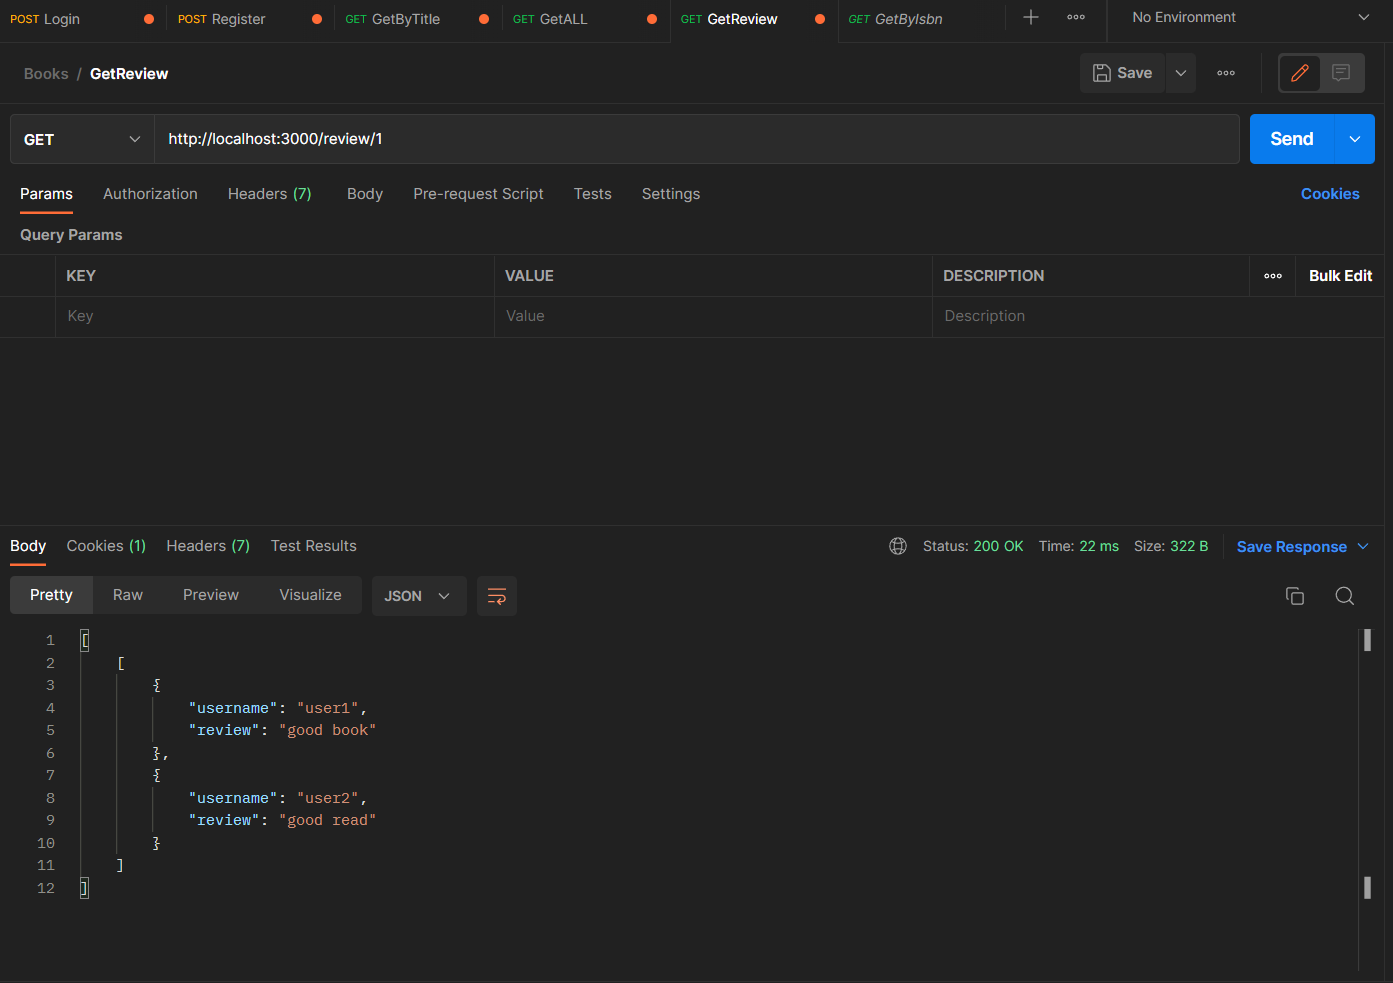 POST Login POST Register GET GetByTitle GET GetALL GET GetReview GET GetByIsbn No Environment
Books / GetReview Save
GET http://localhost:3000/review/1 Send
Params Authorization Headers (7) Body Pre-request Script Tests Settings Cookies
Query Params
KEY VALUE DESCRIPTION Bulk Edit
Key Value Description
Body Cookies (1) Headers (7) Test Results Status: 200 OK Time: 22 ms Size: 322 B Save Response
Pretty Raw Preview Visualize JSON
1 [
2 [
3 {
4 "username": "user1",
5 "review": "good book"
6 },
7 {
8 "username": "user2",
9 "review": "good read"
10 }
11 ]
12 ]